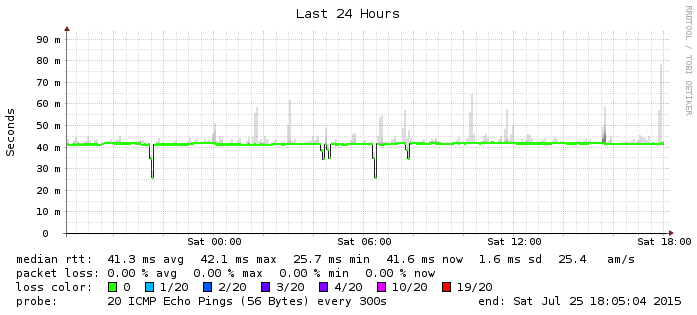 Last 24 Hours
RRDTOOL / TOBI OETIKER
Seconds
90 m
80 m
70 m
60 m
50 m
40 m
30 m
20 m
10 m
0
Sat 00:00 Sat 06:00 Sat 12:00 Sat 18:00
median rtt: 41.3 ms avg 42.1 ms max 25.7 ms min 41.6 ms now 1.6 ms sd 25.4 am/s
packet loss: 0.00 % avg 0.00 % max 0.00 % min 0.00 % now
loss color: 0 1/20 2/20 3/20 4/20 10/20 19/20
probe: 20 ICMP Echo Pings (56 Bytes) every 300s end: Sat Jul 25 18:05:04 2015